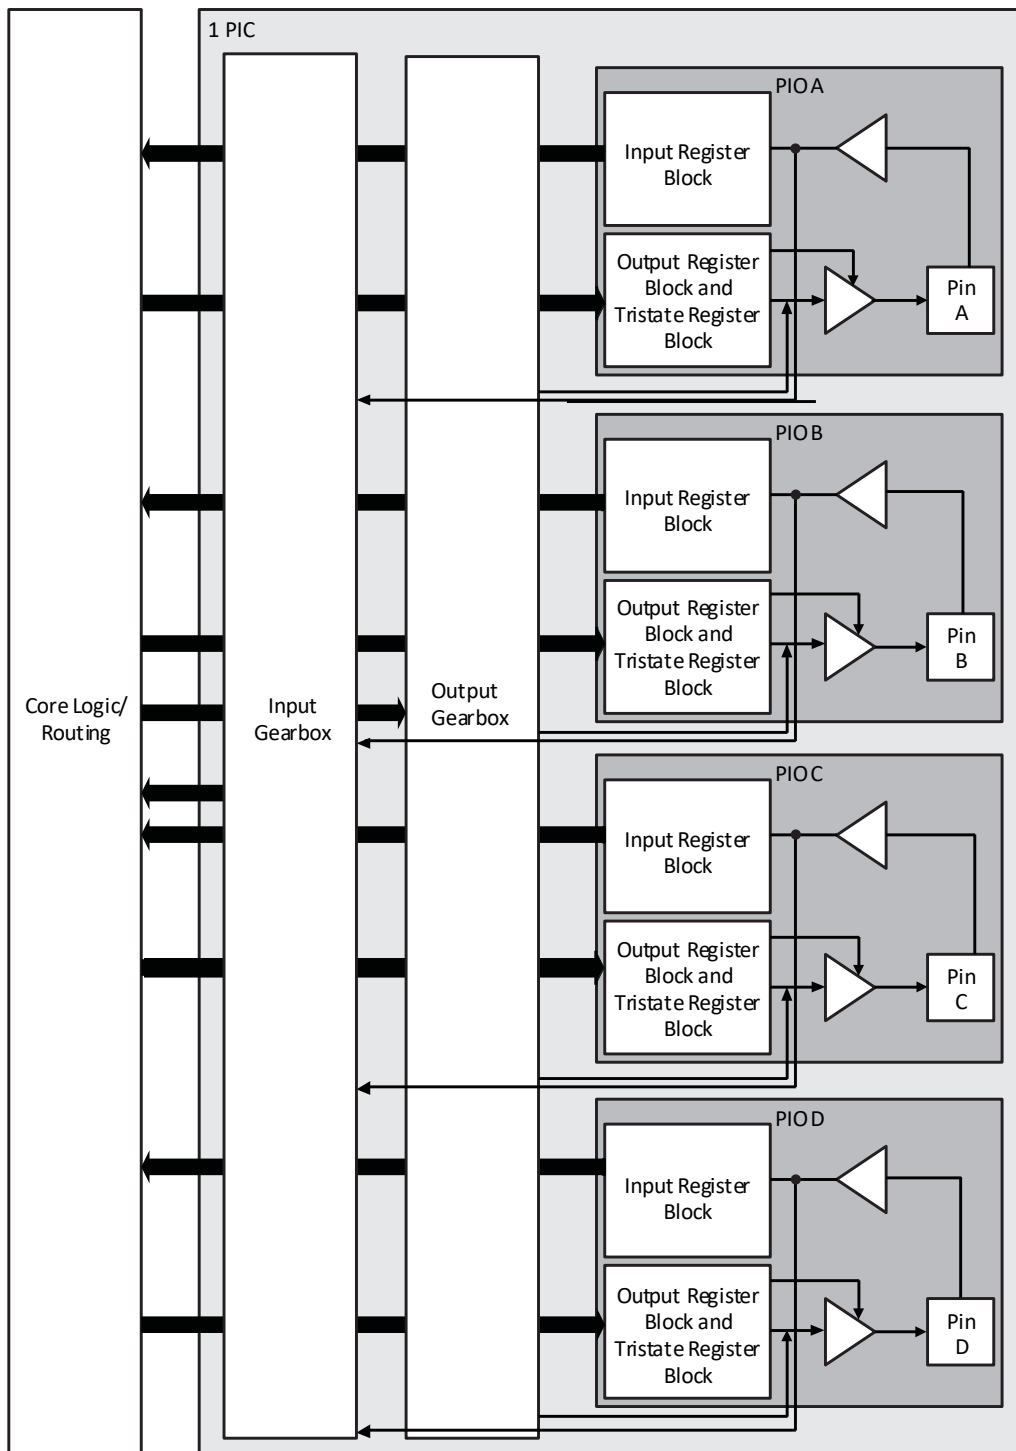 1 PIC
PIO A
Input Register
Block
Output Register
Block and
Tristate Register
Block
Pin
A
PIO B
Input Register
Block
Output Register
Block and
Tristate Register
Block
Pin
B
Core Logic/
Routing
Input
Gearbox
Output
Gearbox
PIO C
Input Register
Block
Output Register
Block and
Tristate Register
Block
Pin
C
PIO D
Input Register
Block
Output Register
Block and
Tristate Register
Block
Pin
D